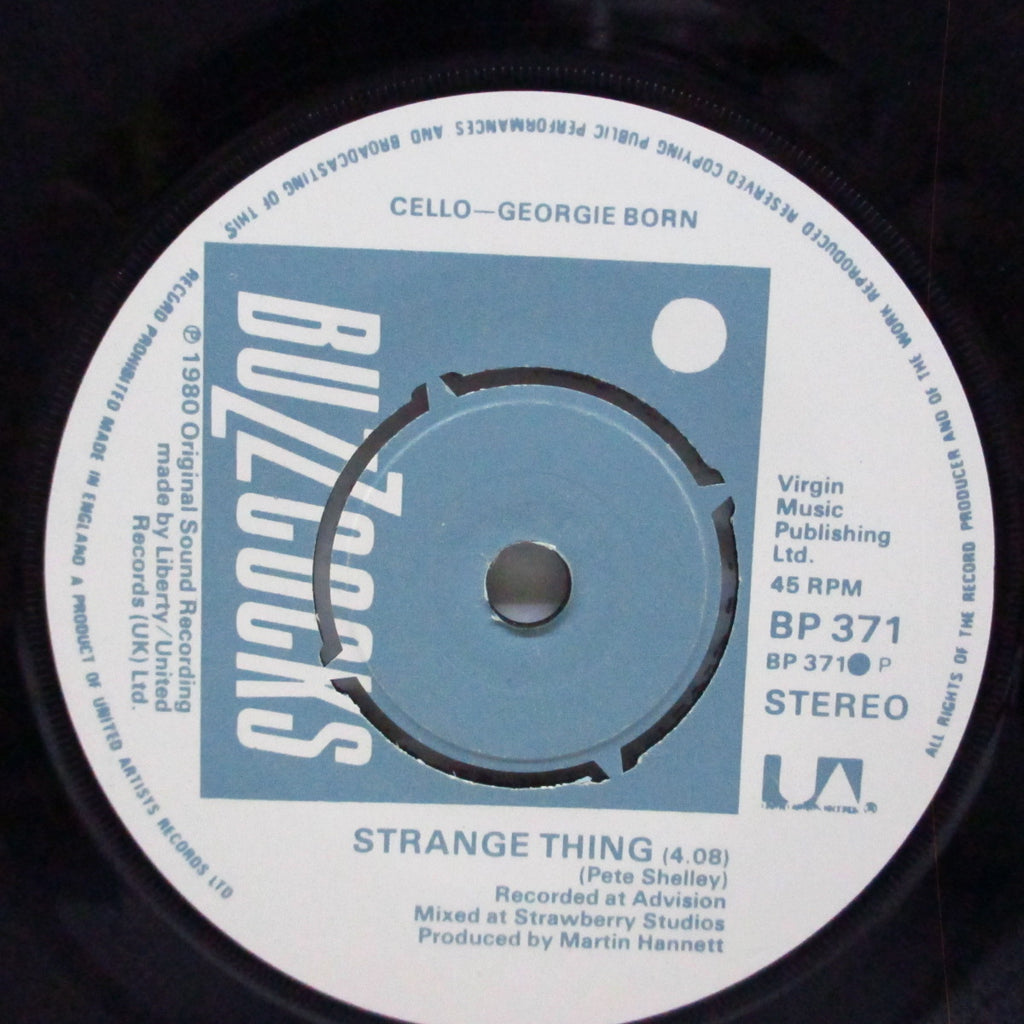 ALL RIGHTS OF THE RECORD PRODUCER AND OF THE WORK REPRODUCED RESERVED COPYING PUBLIC PERFORMANCES AND BROADCASTING OF THIS
RECORD PROHIBITED MADE IN ENGLAND A PRODUCT OF UNITED ARTISTS RECORDS LTD
CELLO—GEORGIE BORN
BUZZCOCKS
℗ 1980 Original Sound Recording
made by Liberty/United
Records (UK) Ltd.
Virgin
Music
Publishing
Ltd.
45 RPM
BP 371
BP 371● P
STEREO
UA
STRANGE THING (4.08)
(Pete Shelley)
Recorded at Advision
Mixed at Strawberry Studios
Produced by Martin Hannett